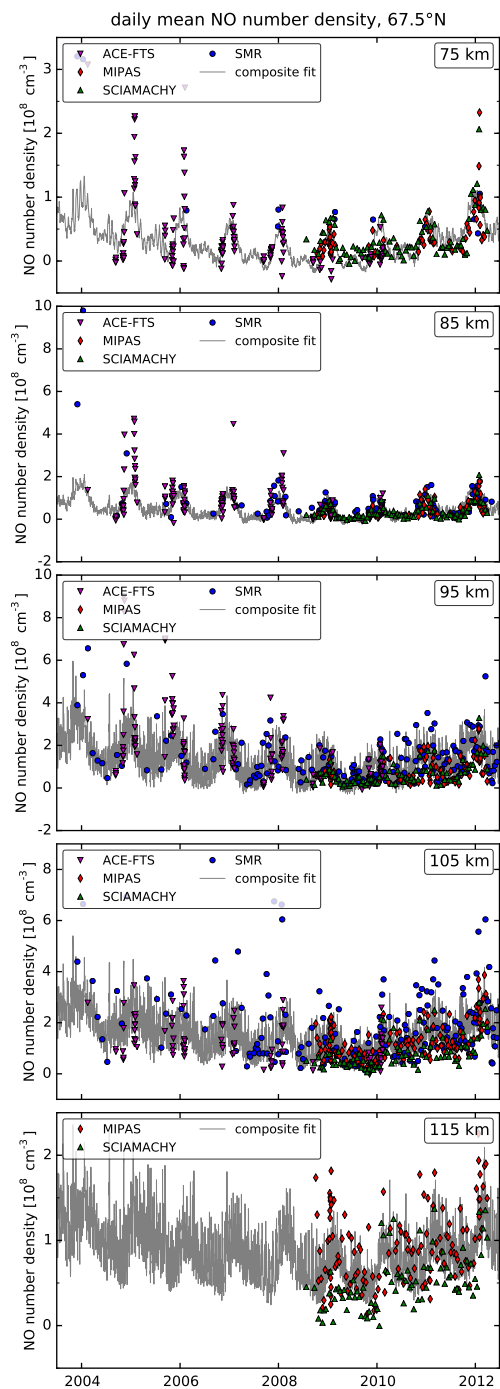 daily mean NO number density, 67.5°N
NO number density [10⁸ cm⁻³ ]
3
2
1
0
ACE-FTS
MIPAS
SCIAMACHY
SMR
composite fit
75 km
NO number density [10⁸ cm⁻³ ]
10
8
6
4
2
0
-2
ACE-FTS
MIPAS
SCIAMACHY
SMR
composite fit
85 km
NO number density [10⁸ cm⁻³ ]
10
8
6
4
2
0
-2
ACE-FTS
MIPAS
SCIAMACHY
SMR
composite fit
95 km
NO number density [10⁸ cm⁻³ ]
8
6
4
2
0
ACE-FTS
MIPAS
SCIAMACHY
SMR
composite fit
105 km
NO number density [10⁸ cm⁻³ ]
2
1
0
MIPAS
SCIAMACHY
composite fit
115 km
2004 2006 2008 2010 2012